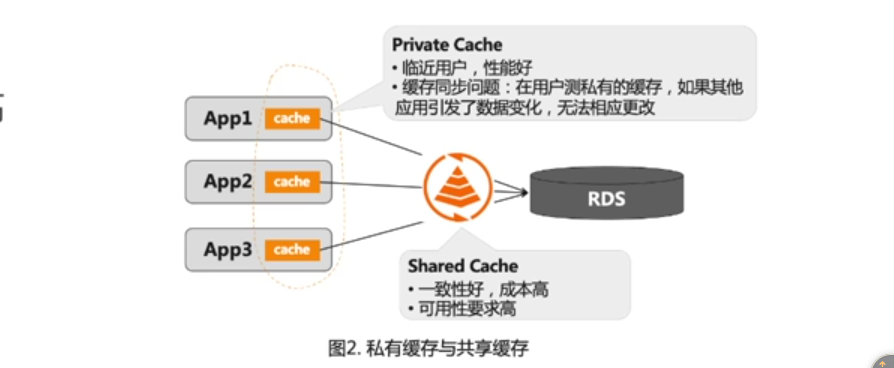 Private Cache
• 临近用户，性能好
• 缓存同步问题：在用户测私有的缓存，如果其他
应用引发了数据变化，无法相应更改
App1 cache
App2 cache
RDS
App3 cache
Shared Cache
• 一致性好，成本高
• 可用性要求高
图2. 私有缓存与共享缓存